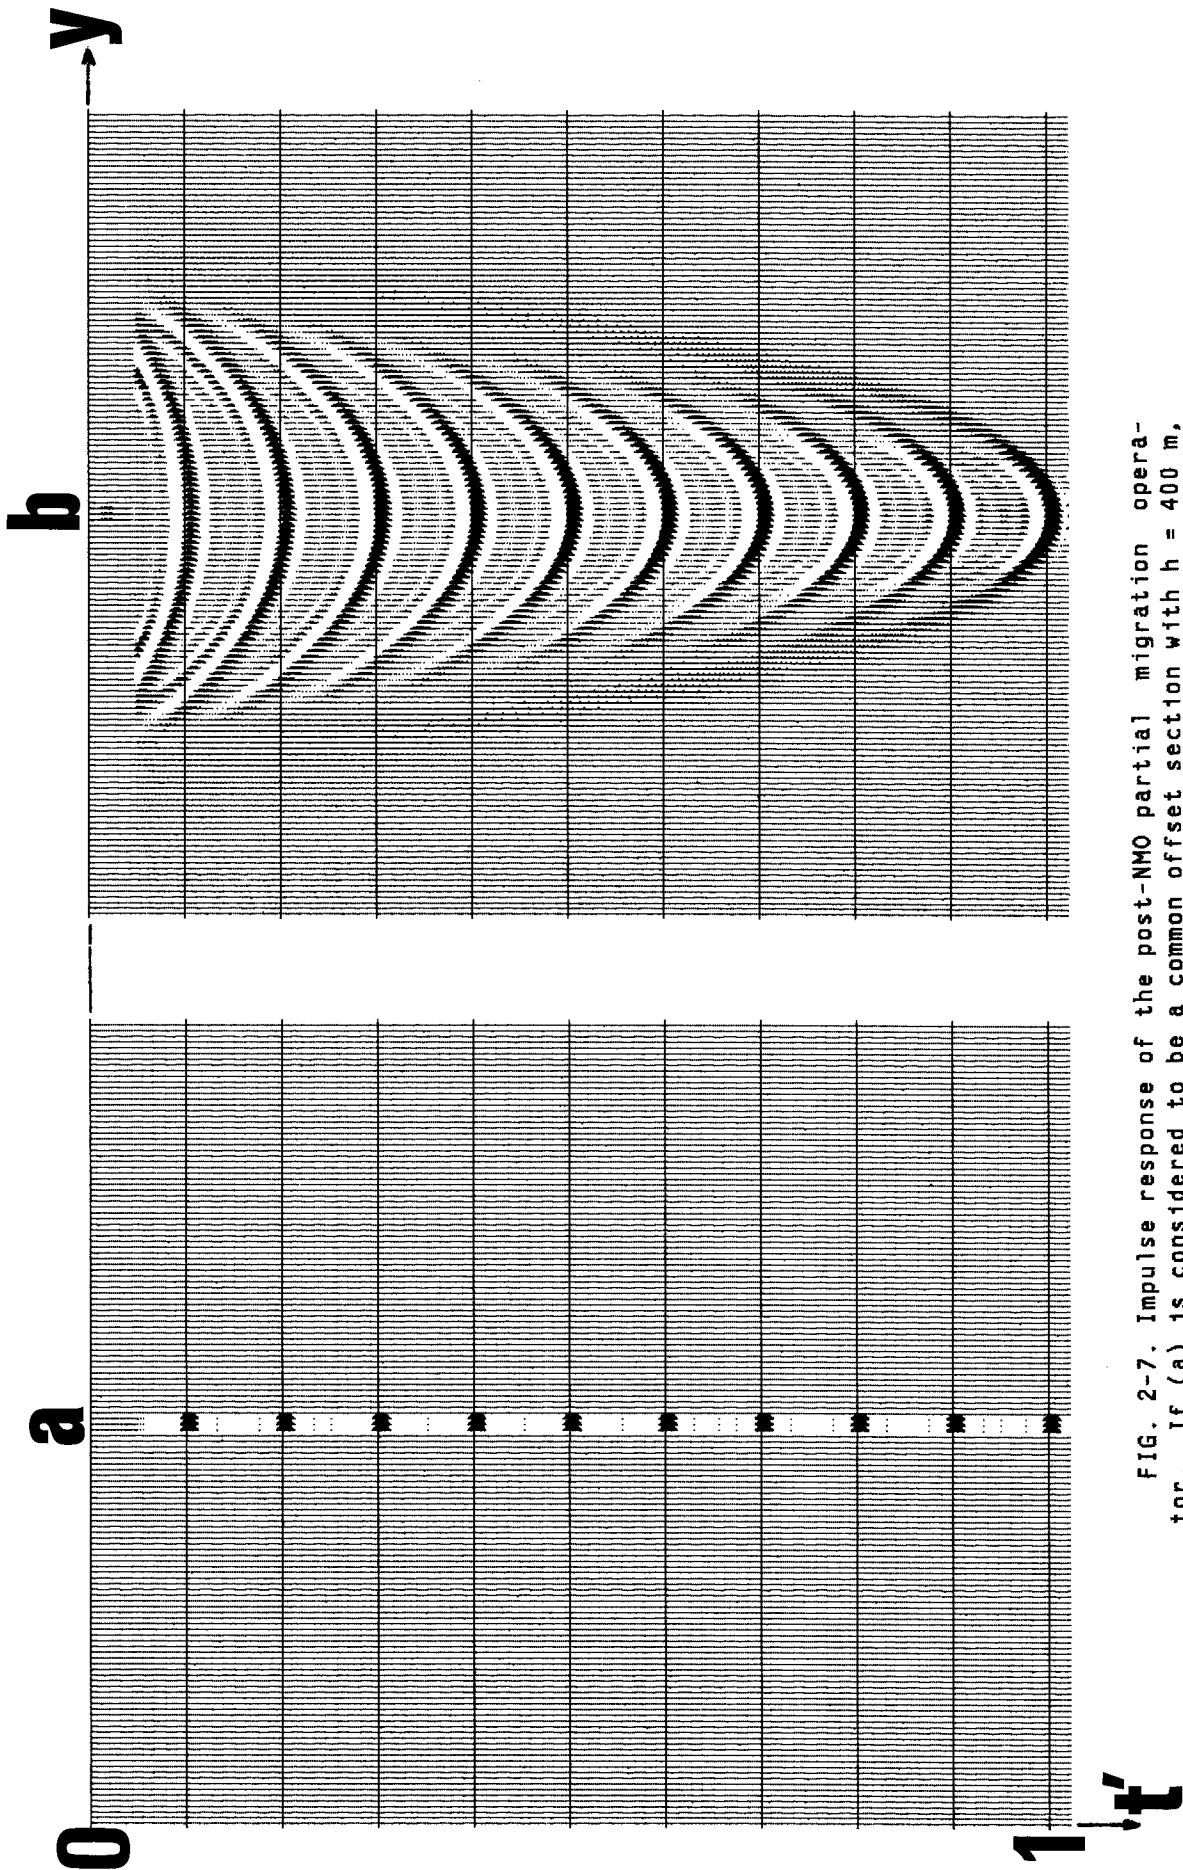 b
y
a
0
1
t′
FIG. 2-7. Impulse response of the post-NMO partial migration opera-
tor. If (a) is considered to be a common offset section with h = 400 m,